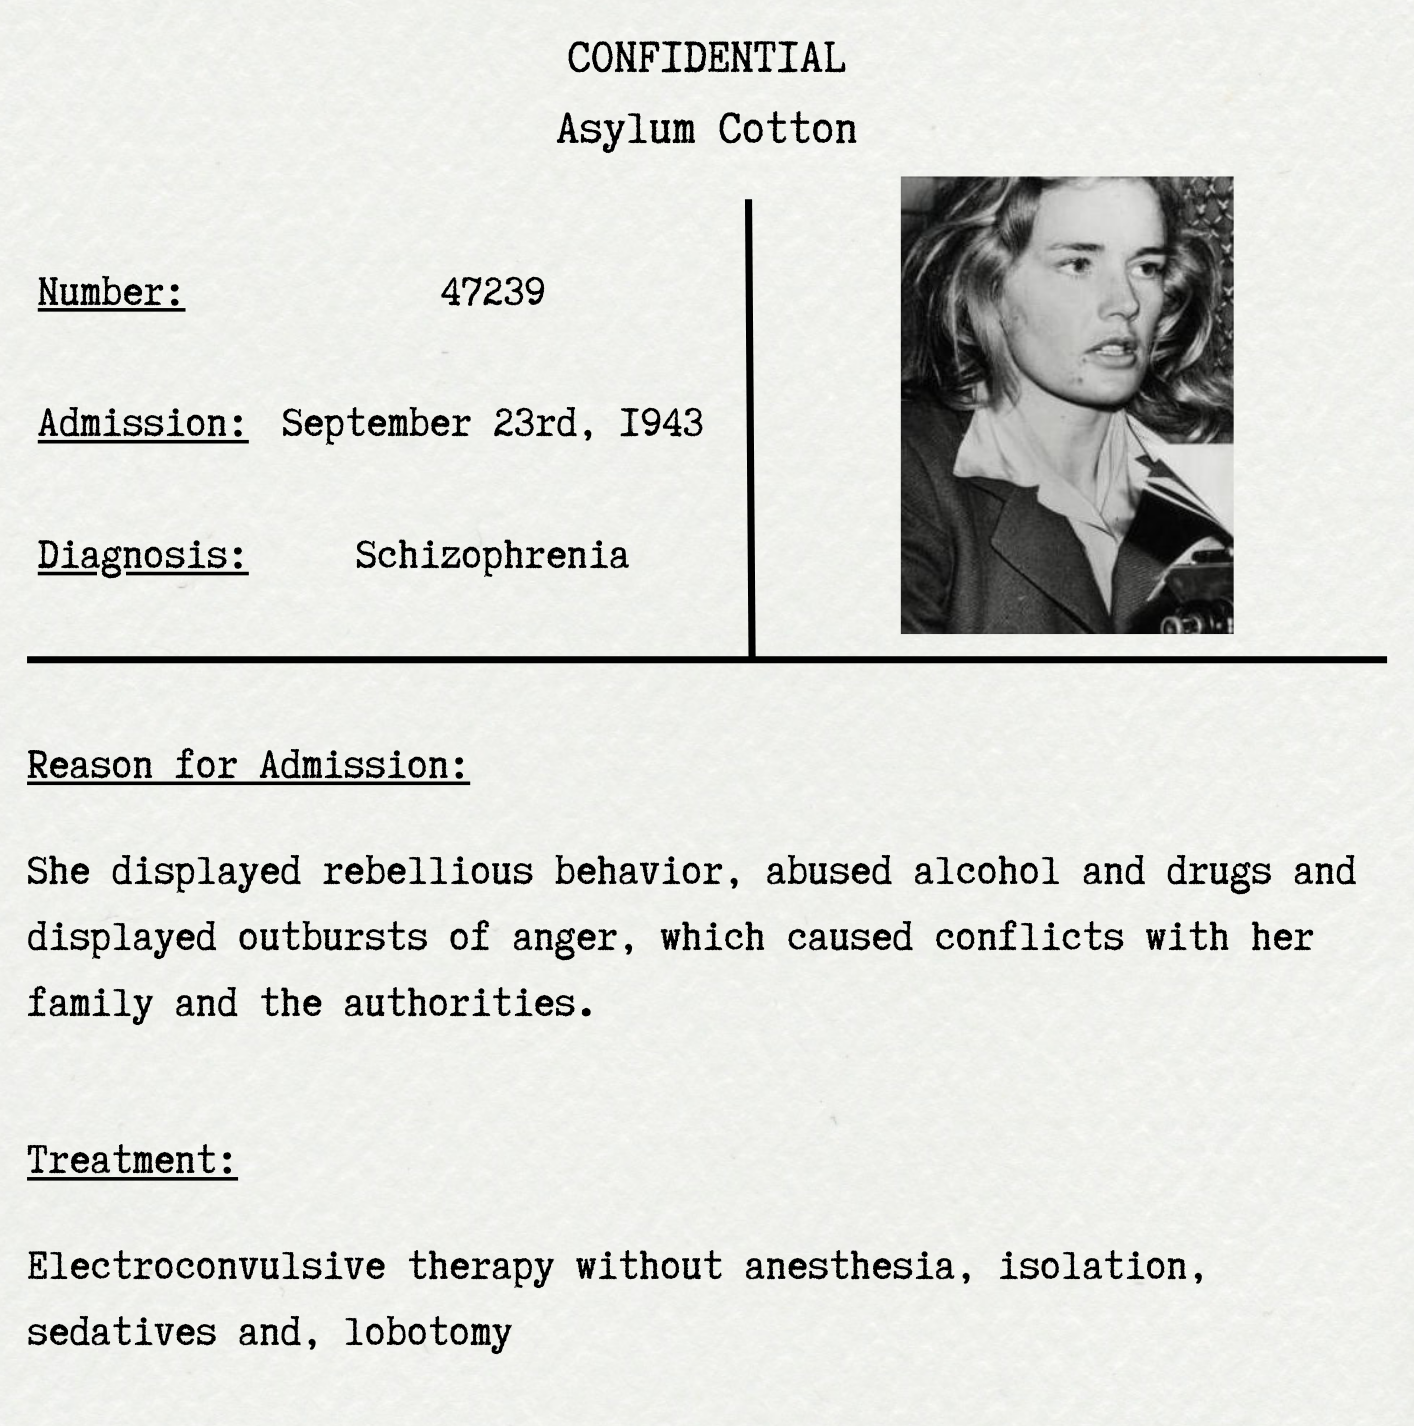 CONFIDENTIAL
Asylum Cotton
Number: 47239
Admission: September 23rd, I943
Diagnosis: Schizophrenia
Reason for Admission:
She displayed rebellious behavior, abused alcohol and drugs and
displayed outbursts of anger, which caused conflicts with her
family and the authorities.
Treatment:
Electroconvulsive therapy without anesthesia, isolation,
sedatives and, lobotomy